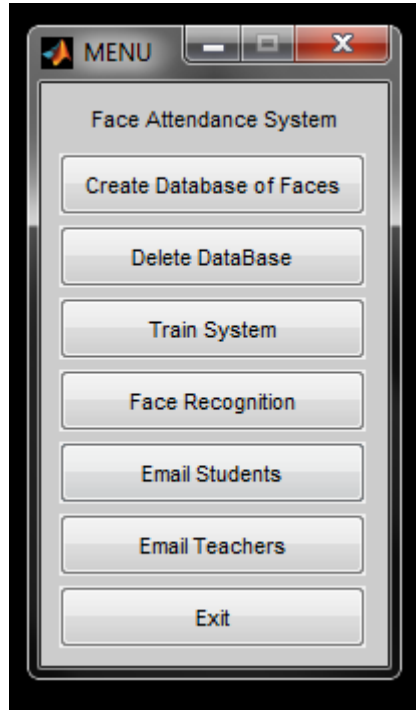 MENU
Face Attendance System
Create Database of Faces
Delete DataBase
Train System
Face Recognition
Email Students
Email Teachers
Exit